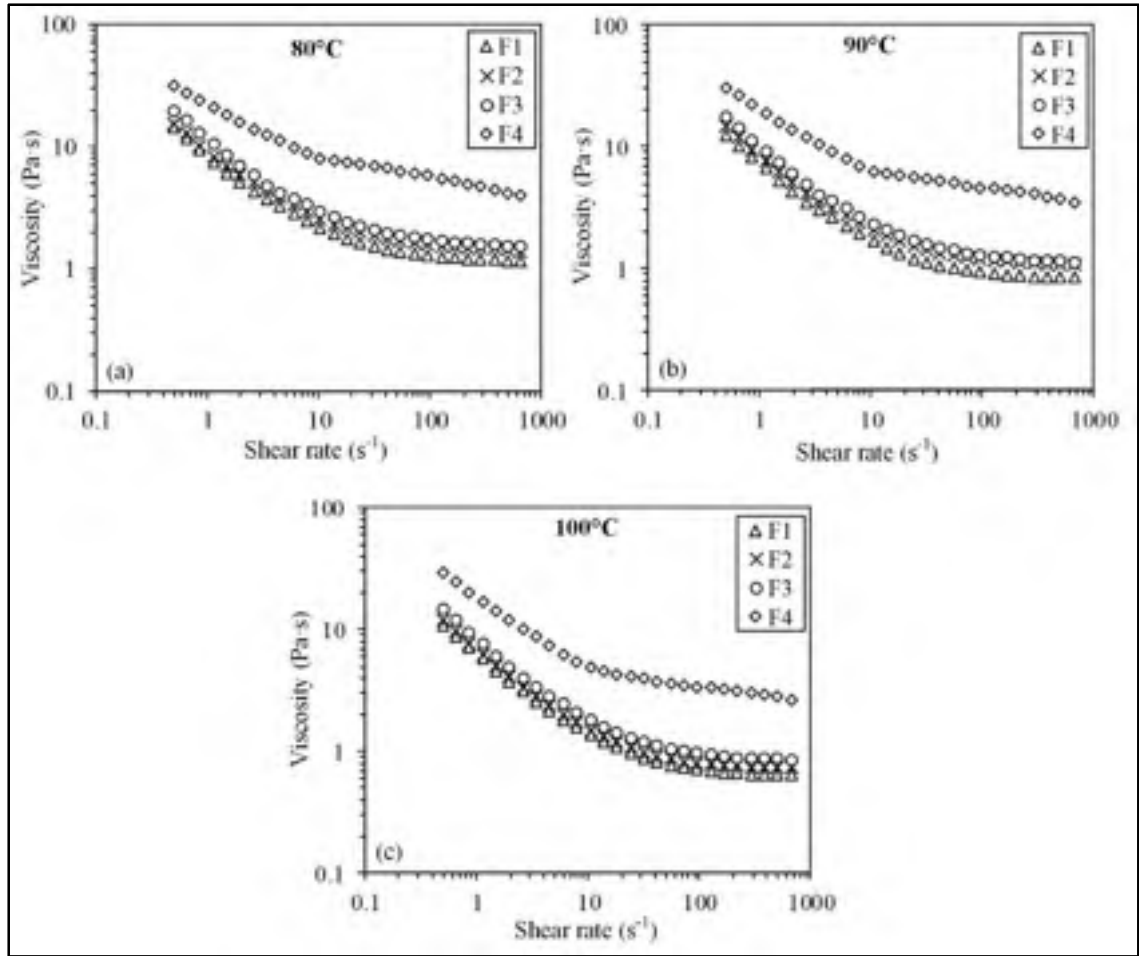 100
10
1
0.1
Viscosity (Pa·s)
80°C
F1
F2
F3
F4
(a)
0.1 1 10 100 1000
Shear rate (s⁻¹)
100
10
1
0.1
Viscosity (Pa·s)
90°C
F1
F2
F3
F4
(b)
0.1 1 10 100 1000
Shear rate (s⁻¹)
100
10
1
0.1
Viscosity (Pa·s)
100°C
F1
F2
F3
F4
(c)
0.1 1 10 100 1000
Shear rate (s⁻¹)